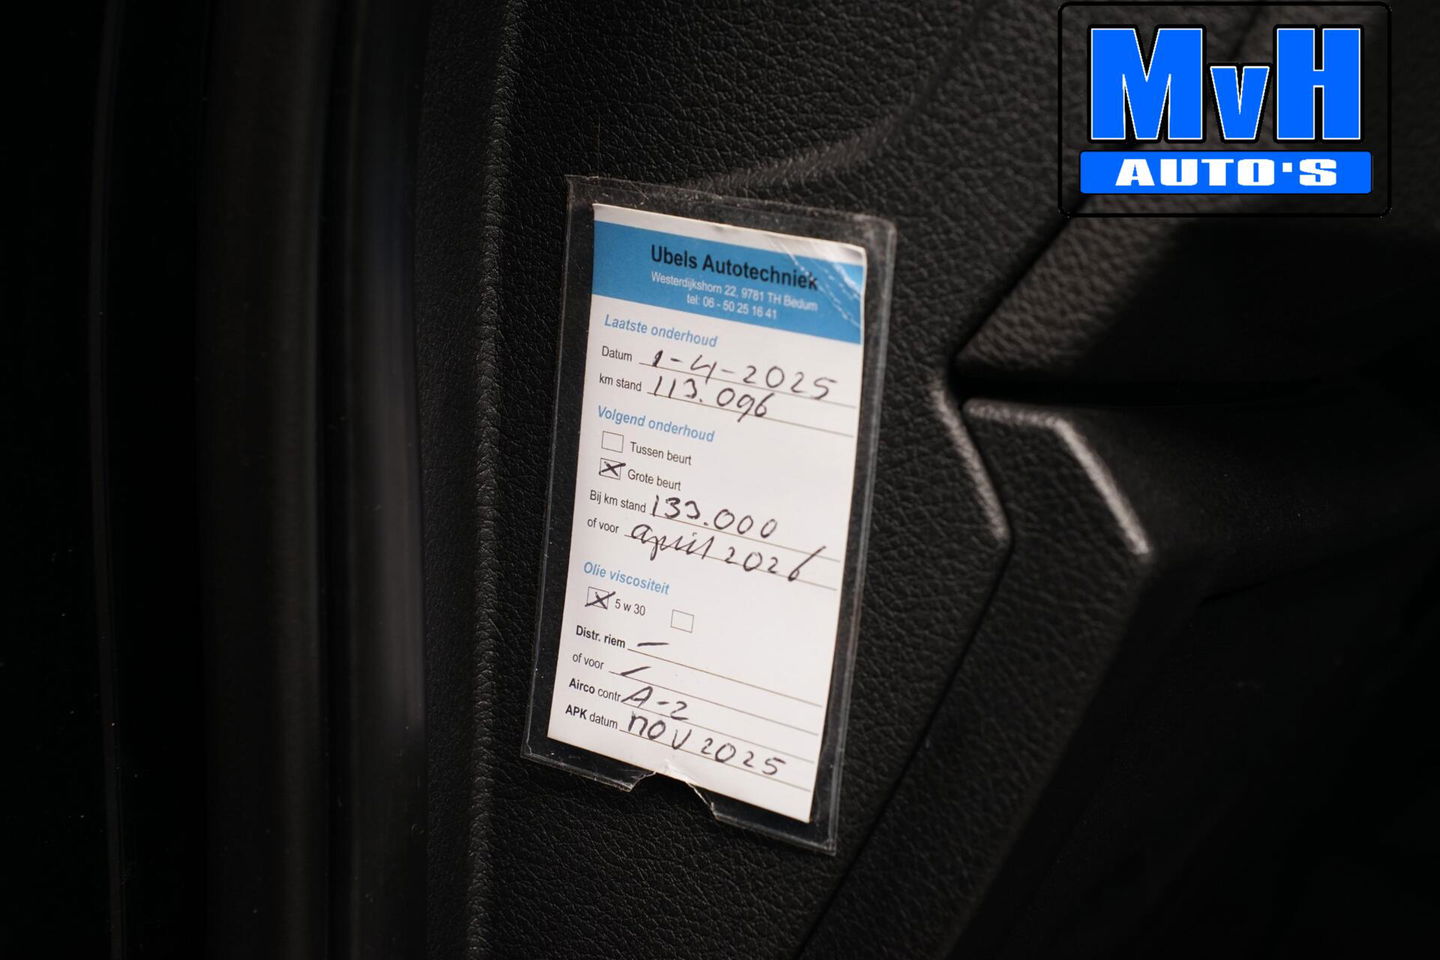 MvH
AUTO'S
Ubels Autotechniek
Westerdijkshorn 22, 9781 TH Bedum
tel: 06 - 50 25 16 41
Laatste onderhoud
Datum 1-4-2025
km stand 113.096
Volgend onderhoud
Tussen beurt
Grote beurt
Bij km stand 133.000
of voor april 2026
Olie viscositeit
5 w 30
Distr. riem —
of voor —
Airco contr A-2
APK datum nov 2025